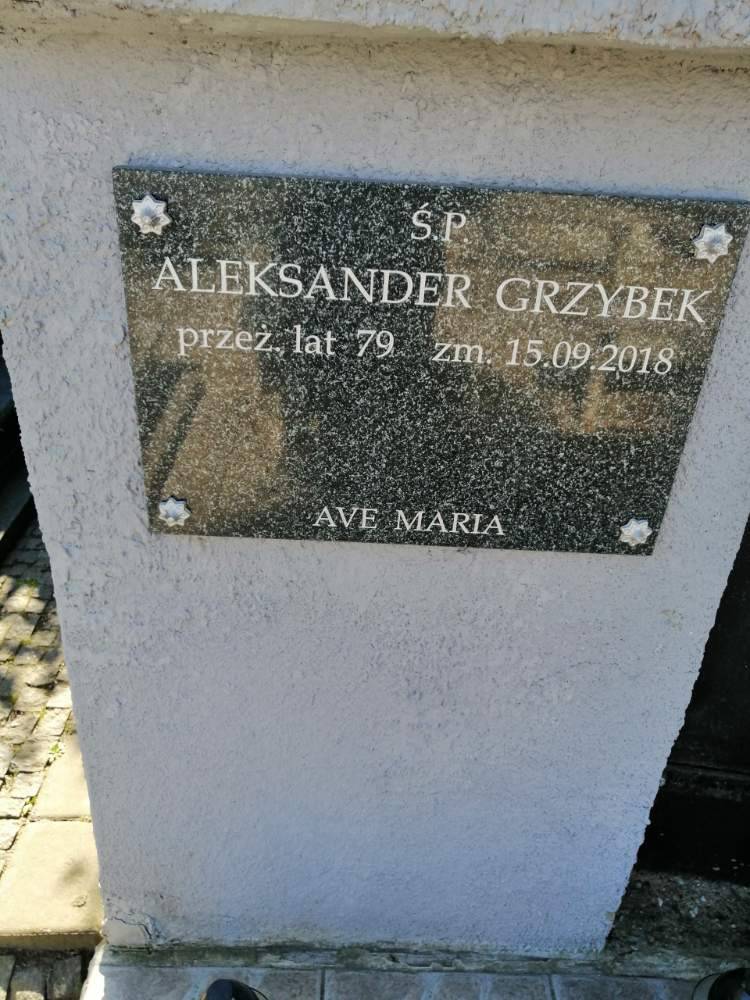 Ś.P.
ALEKSANDER GRZYBEK
przeż. lat 79 zm. 15.09.2018
AVE MARIA